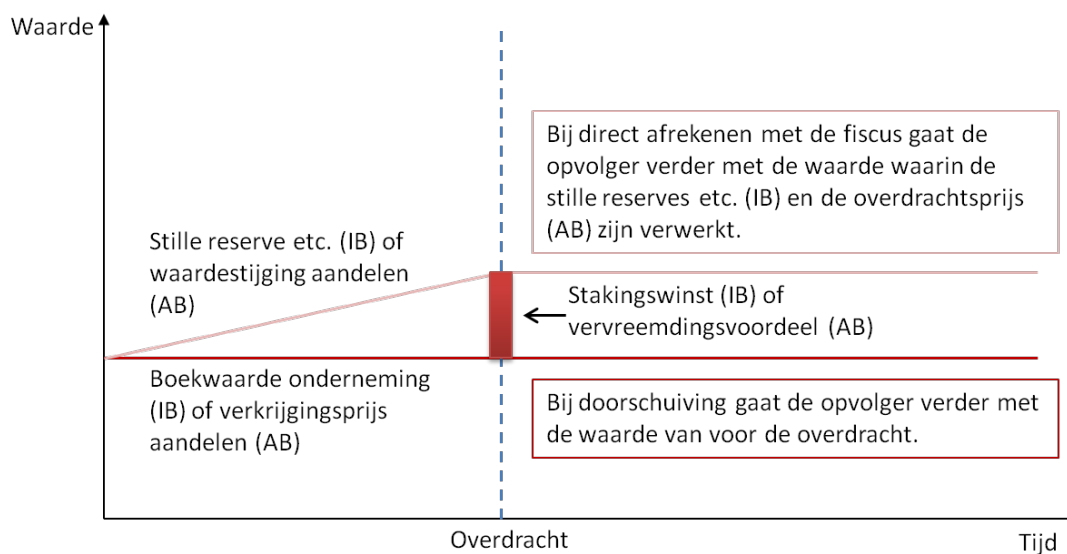 Waarde
Bij direct afrekenen met de fiscus gaat de
opvolger verder met de waarde waarin de
stille reserves etc. (IB) en de overdrachtsprijs
(AB) zijn verwerkt.
Stille reserve etc. (IB) of
waardestijging aandelen
(AB)
Stakingswinst (IB) of
vervreemdingsvoordeel (AB)
Boekwaarde onderneming
(IB) of verkrijgingsprijs
aandelen (AB)
Bij doorschuiving gaat de opvolger verder met
de waarde van voor de overdracht.
Overdracht
Tijd